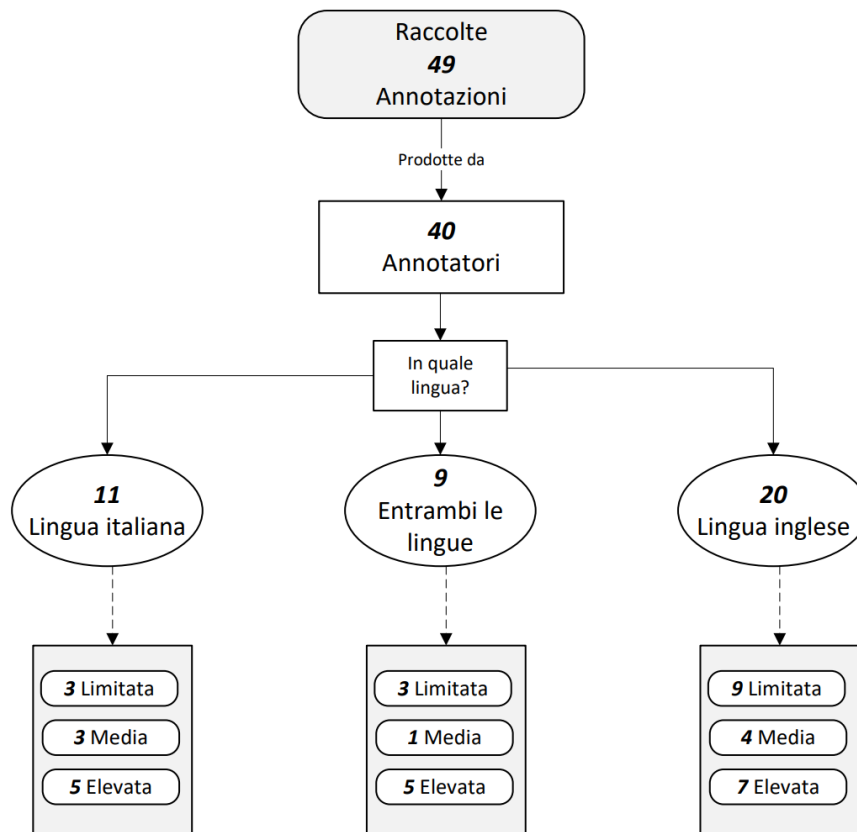 Raccolte
49
Annotazioni
Prodotte da
40
Annotatori
In quale
lingua?
11
Lingua italiana
9
Entrambi le
lingue
20
Lingua inglese
3 Limitata
3 Media
5 Elevata
3 Limitata
1 Media
5 Elevata
9 Limitata
4 Media
7 Elevata